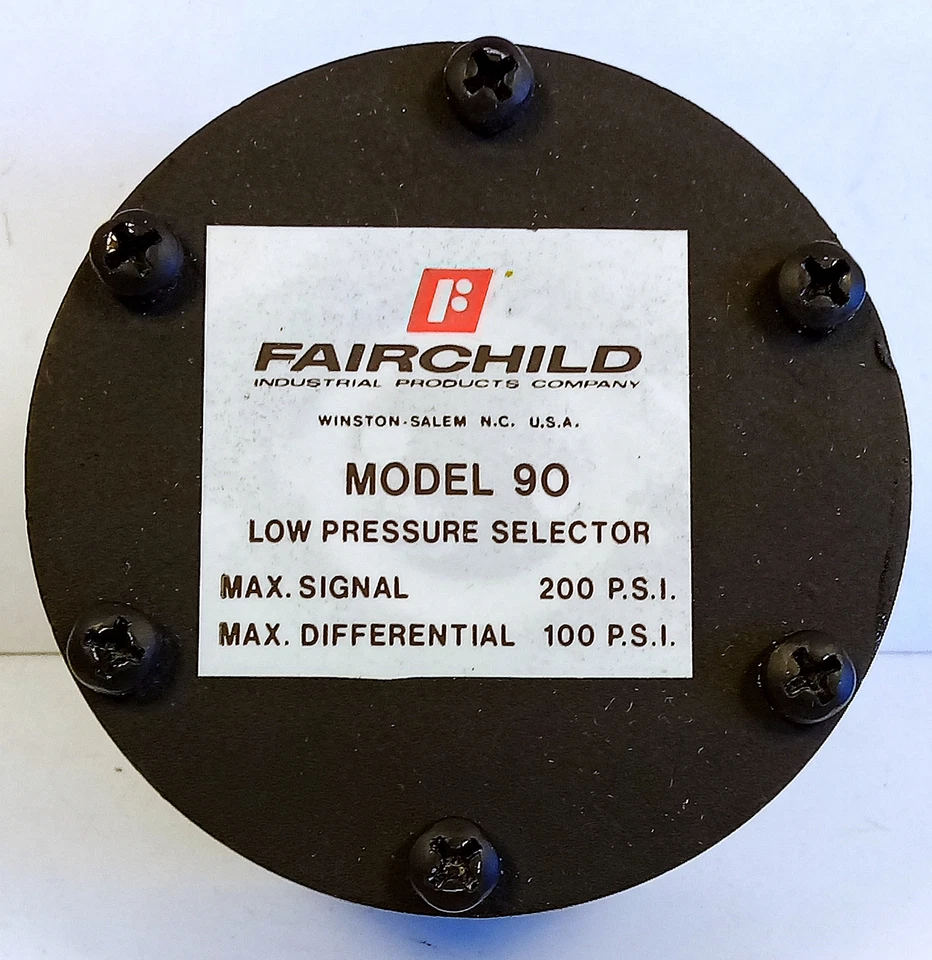 FAIRCHILD
INDUSTRIAL PRODUCTS COMPANY
WINSTON-SALEM N.C. U.S.A.
MODEL 90
LOW PRESSURE SELECTOR
MAX. SIGNAL 200 P.S.I.
MAX. DIFFERENTIAL 100 P.S.I.